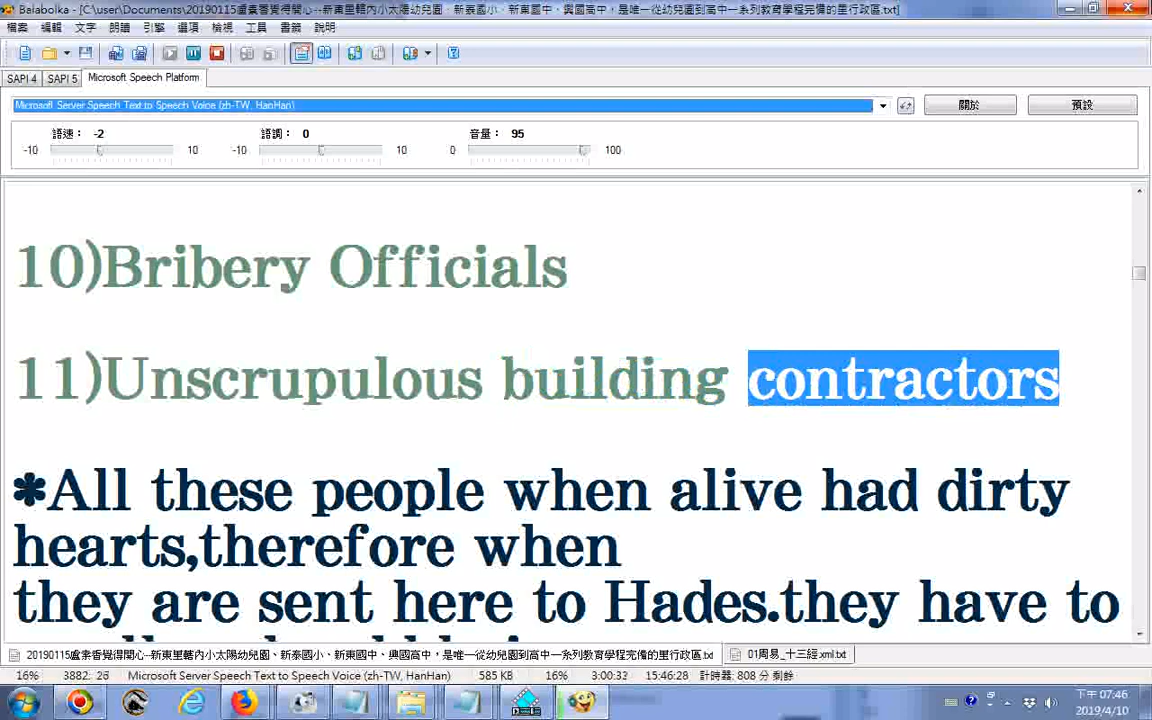 Balabolka - [C:\user\Documents\20190115盧柰香覺得開心--新東里轄內小太陽幼兒園、新泰國小、新東國中、興國高中，是唯一從幼兒園到高中一系列教育學程完備的里行政區.txt]
檔案 編輯 文字 朗讀 引擎 選項 檢視 工具 書籤 說明
SAPI 4 SAPI 5 Microsoft Speech Platform
Microsoft Server Speech Text to Speech Voice (zh-TW, HanHan)
關於 預設
語速： -2 語調： 0 音量： 95
-10 10 -10 10 0 100
10)Bribery Officials
11)Unscrupulous building contractors
✽All these people when alive had dirty
hearts,therefore when
they are sent here to Hades.they have to
20190115盧柰香覺得開心--新東里轄內小太陽幼兒園、新泰國小、新東國中、興國高中，是唯一從幼兒園到高中一系列教育學程完備的里行政區.txt 01周易_十三經.xml.txt
16% 3882: 26 Microsoft Server Speech Text to Speech Voice (zh-TW, HanHan) 585 KB 16% 3:00:32 15:46:28 計時器: 808 分 剩餘
下午 07:46
2019/4/10